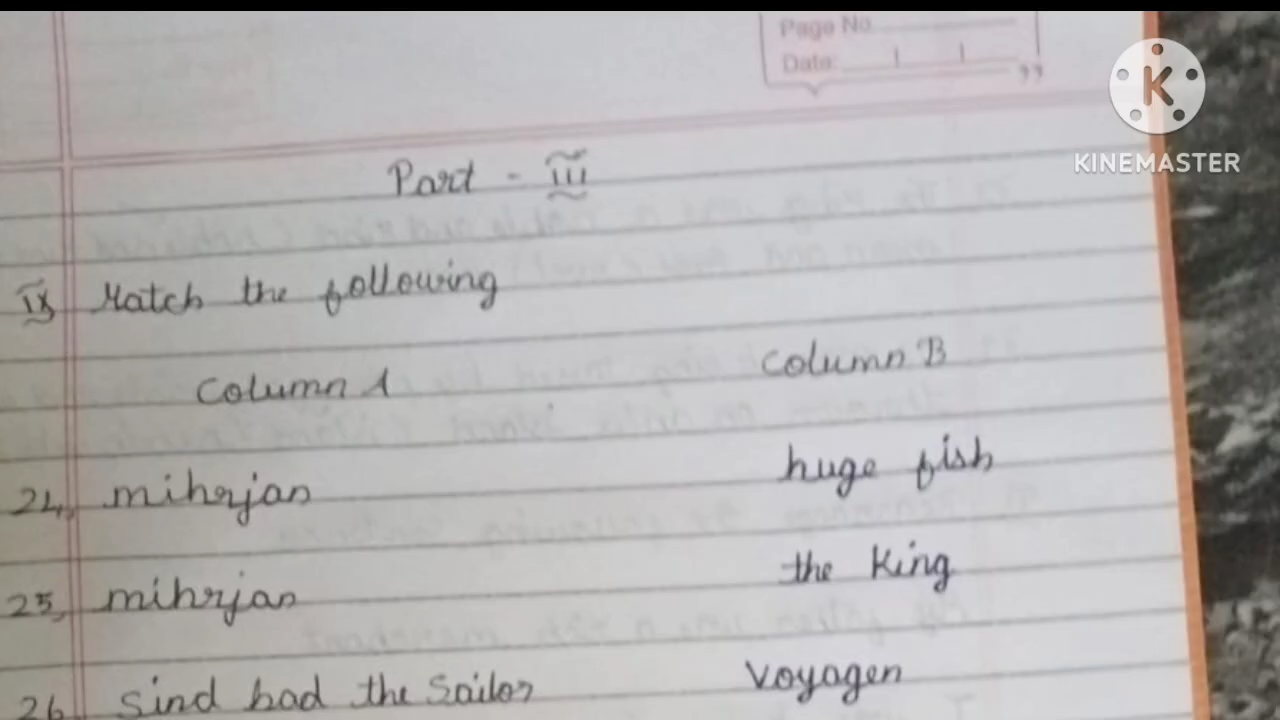 Page No
Date:
K
KINEMASTER
Part - III
IX Match the following
Column A Column B
24, mihrjan huge fish
25, mihrjan the King
26 Sind bad the Sailor Voyagen